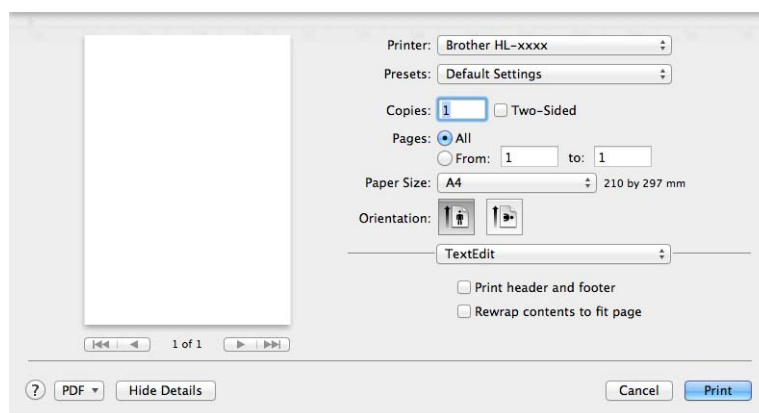 Printer: Brother HL-xxxx
Presets: Default Settings
Copies: 1 Two-Sided
Pages: All
From: 1 to: 1
Paper Size: A4 210 by 297 mm
Orientation:
TextEdit
Print header and footer
Rewrap contents to fit page
1 of 1
? PDF Hide Details Cancel Print